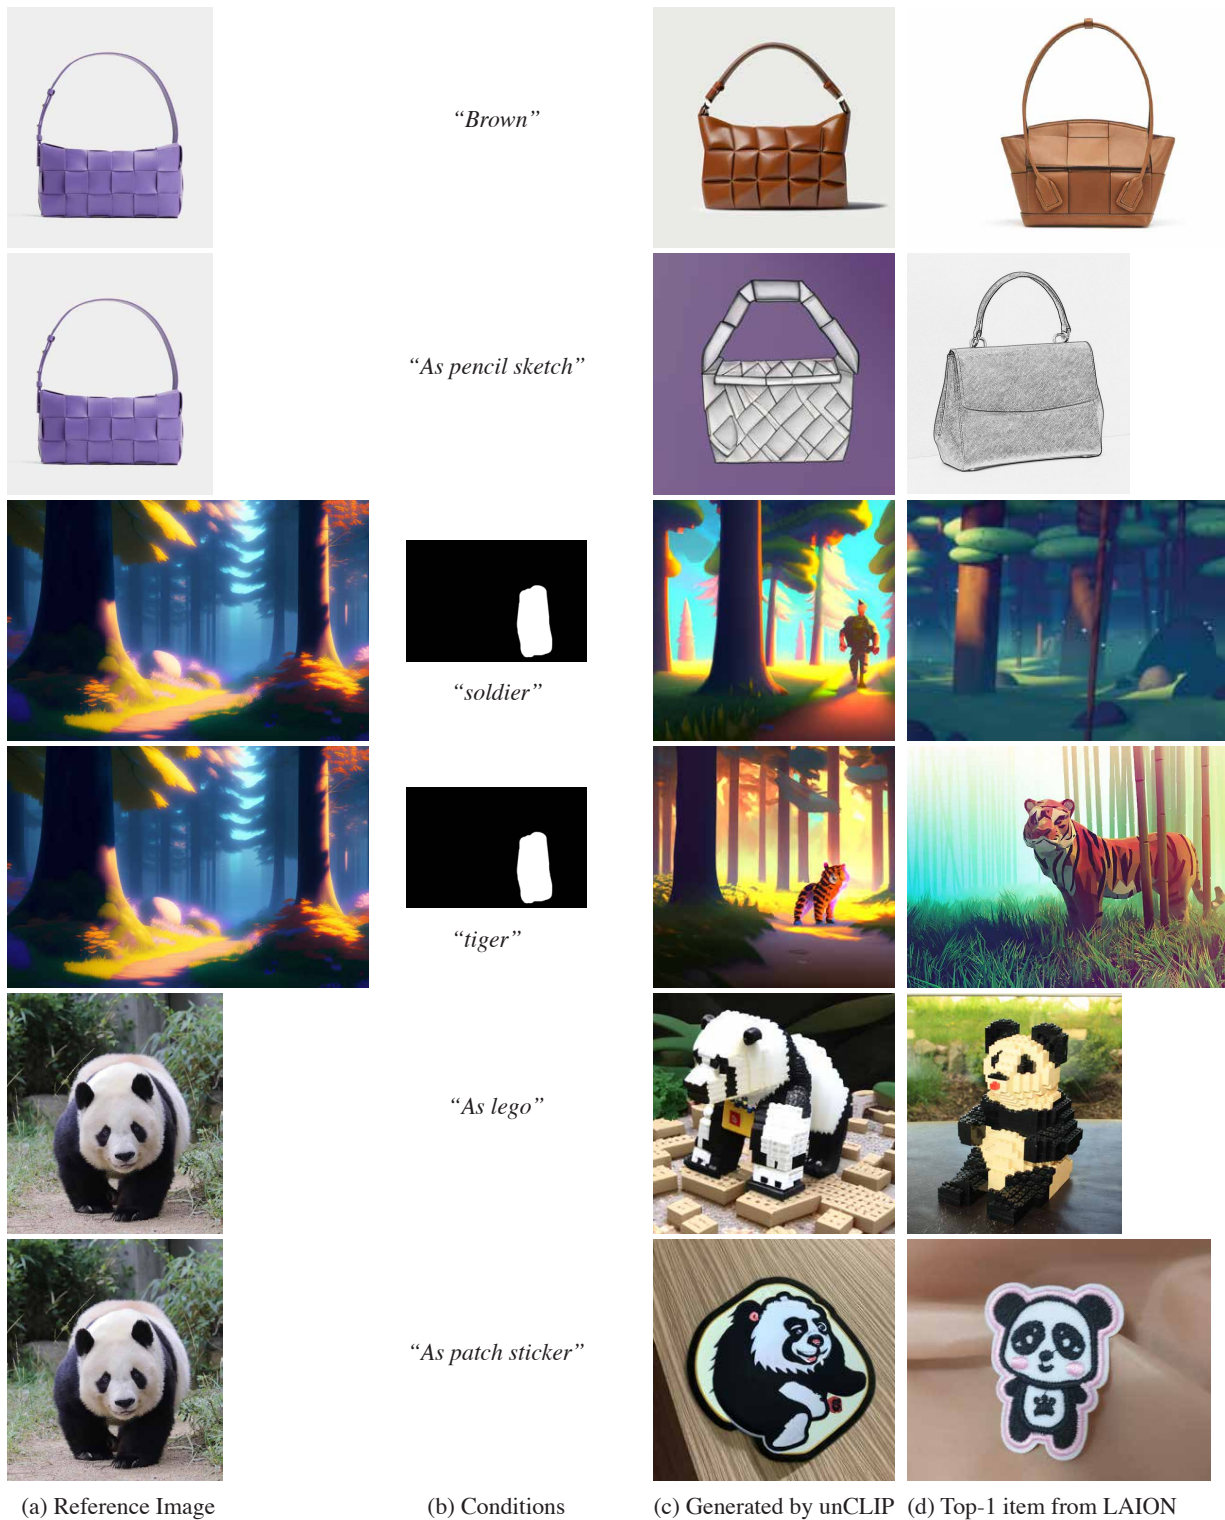 “Brown”
“As pencil sketch”
“soldier”
“tiger”
“As lego”
“As patch sticker”
(a) Reference Image
(b) Conditions
(c) Generated by unCLIP
(d) Top-1 item from LAION